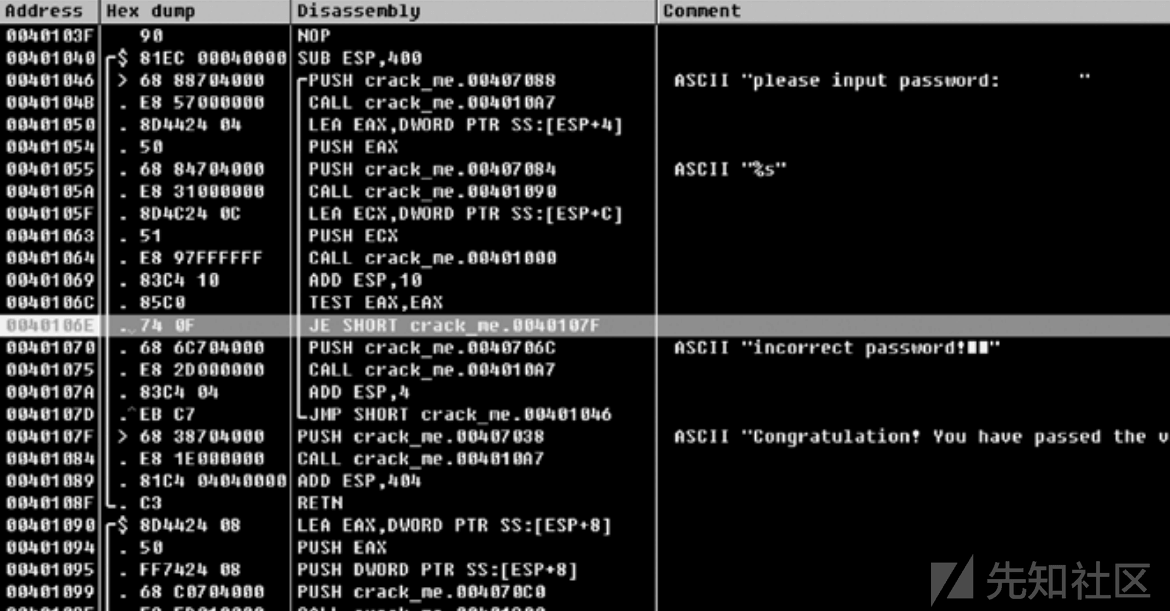 Address Hex dump Disassembly Comment
0040103F 90 NOP
00401040 $ 81EC 00040000 SUB ESP,400
00401046 > 68 88704000 PUSH crack_me.00407088 ASCII "please input password: "
0040104B . E8 57000000 CALL crack_me.004010A7
00401050 . 8D4424 04 LEA EAX,DWORD PTR SS:[ESP+4]
00401054 . 50 PUSH EAX
00401055 . 68 84704000 PUSH crack_me.00407084 ASCII "%s"
0040105A . E8 31000000 CALL crack_me.00401090
0040105F . 8D4C24 0C LEA ECX,DWORD PTR SS:[ESP+C]
00401063 . 51 PUSH ECX
00401064 . E8 97FFFFFF CALL crack_me.00401000
00401069 . 83C4 10 ADD ESP,10
0040106C . 85C0 TEST EAX,EAX
0040106E . 74 0F JE SHORT crack_me.0040107F
00401070 . 68 6C704000 PUSH crack_me.0040706C ASCII "incorrect password!"
00401075 . E8 2D000000 CALL crack_me.004010A7
0040107A . 83C4 04 ADD ESP,4
0040107D .^ EB C7 JMP SHORT crack_me.00401046
0040107F > 68 38704000 PUSH crack_me.00407038 ASCII "Congratulation! You have passed the v
00401084 . E8 1E000000 CALL crack_me.004010A7
00401089 . 81C4 04040000 ADD ESP,404
0040108F . C3 RETN
00401090 $ 8D4424 08 LEA EAX,DWORD PTR SS:[ESP+8]
00401094 . 50 PUSH EAX
00401095 . FF7424 08 PUSH DWORD PTR SS:[ESP+8]
00401099 . 68 C0704000 PUSH crack_me.004070C0
先知社区